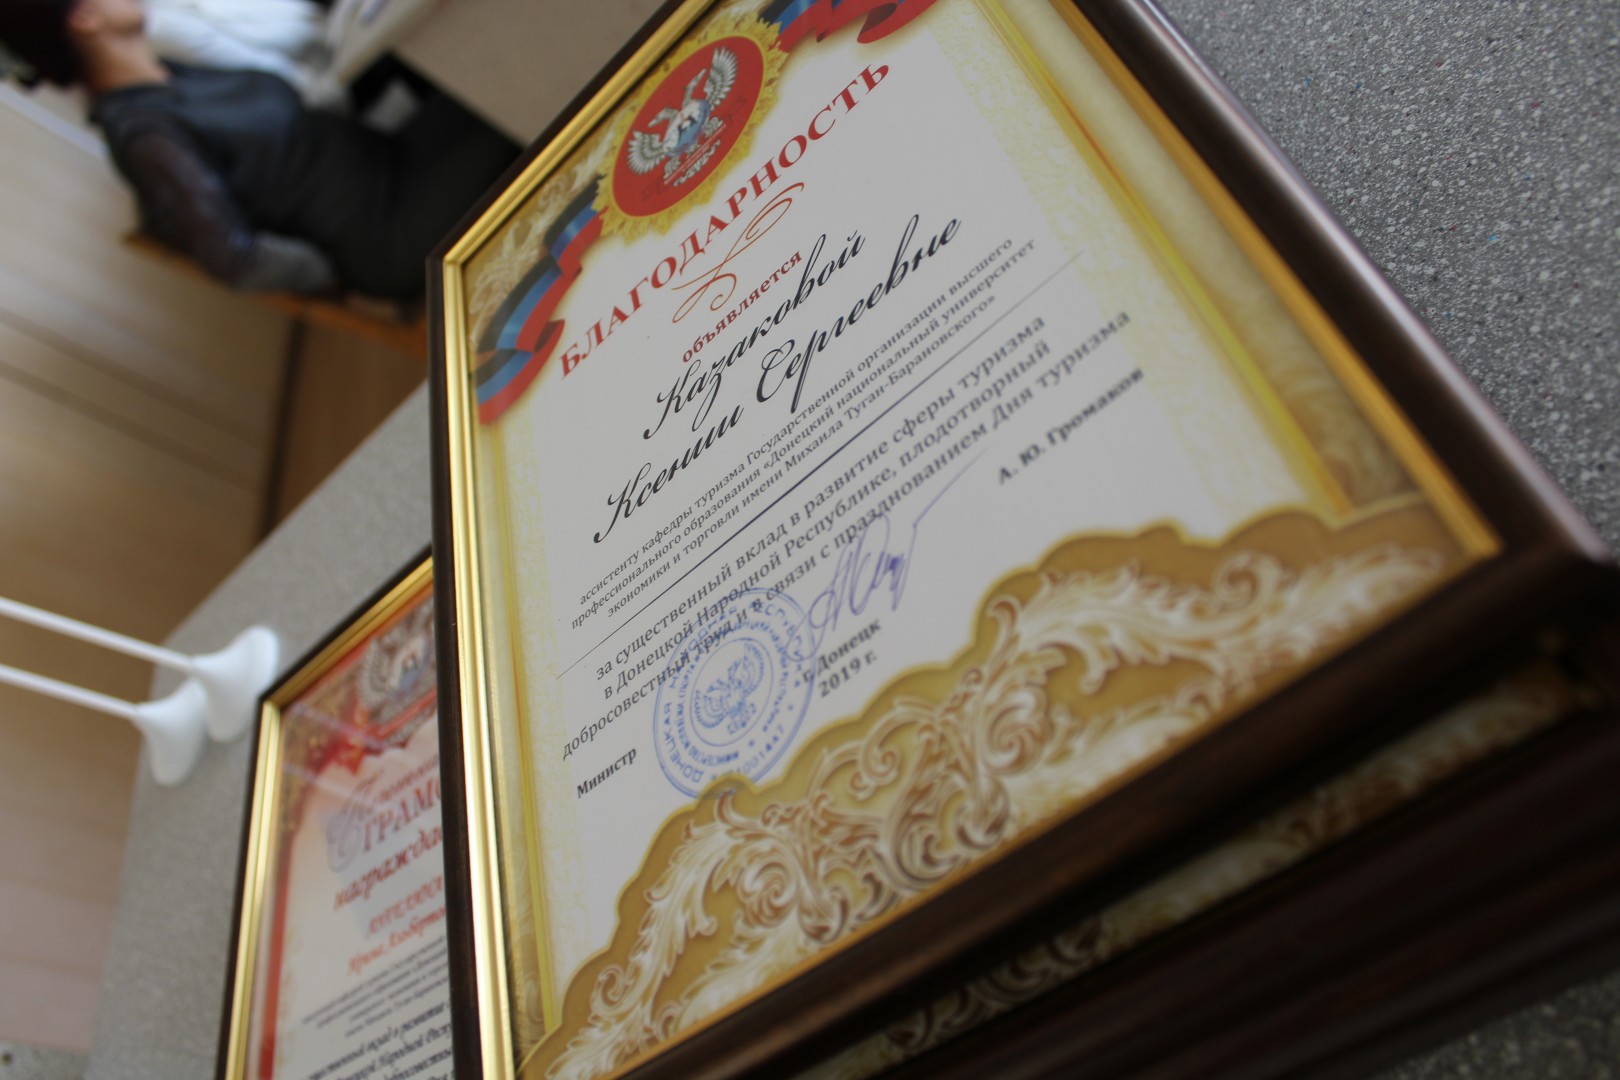 БЛАГОДАРНОСТЬ
объявляется
Казаковой
Ксении Сергеевне
ассистенту кафедры туризма Государственной организации высшего
профессионального образования «Донецкий национальный университет
экономики и торговли имени Михаила Туган-Барановского»
за существенный вклад в развитие сферы туризма
в Донецкой Народной Республике, плодотворный
добросовестный труд и в связи с празднованием Дня туризма
Министр
А. Ю. Громаков
г. Донецк
2019 г.
ДОНЕЦКАЯ
ГРАМО
награждае